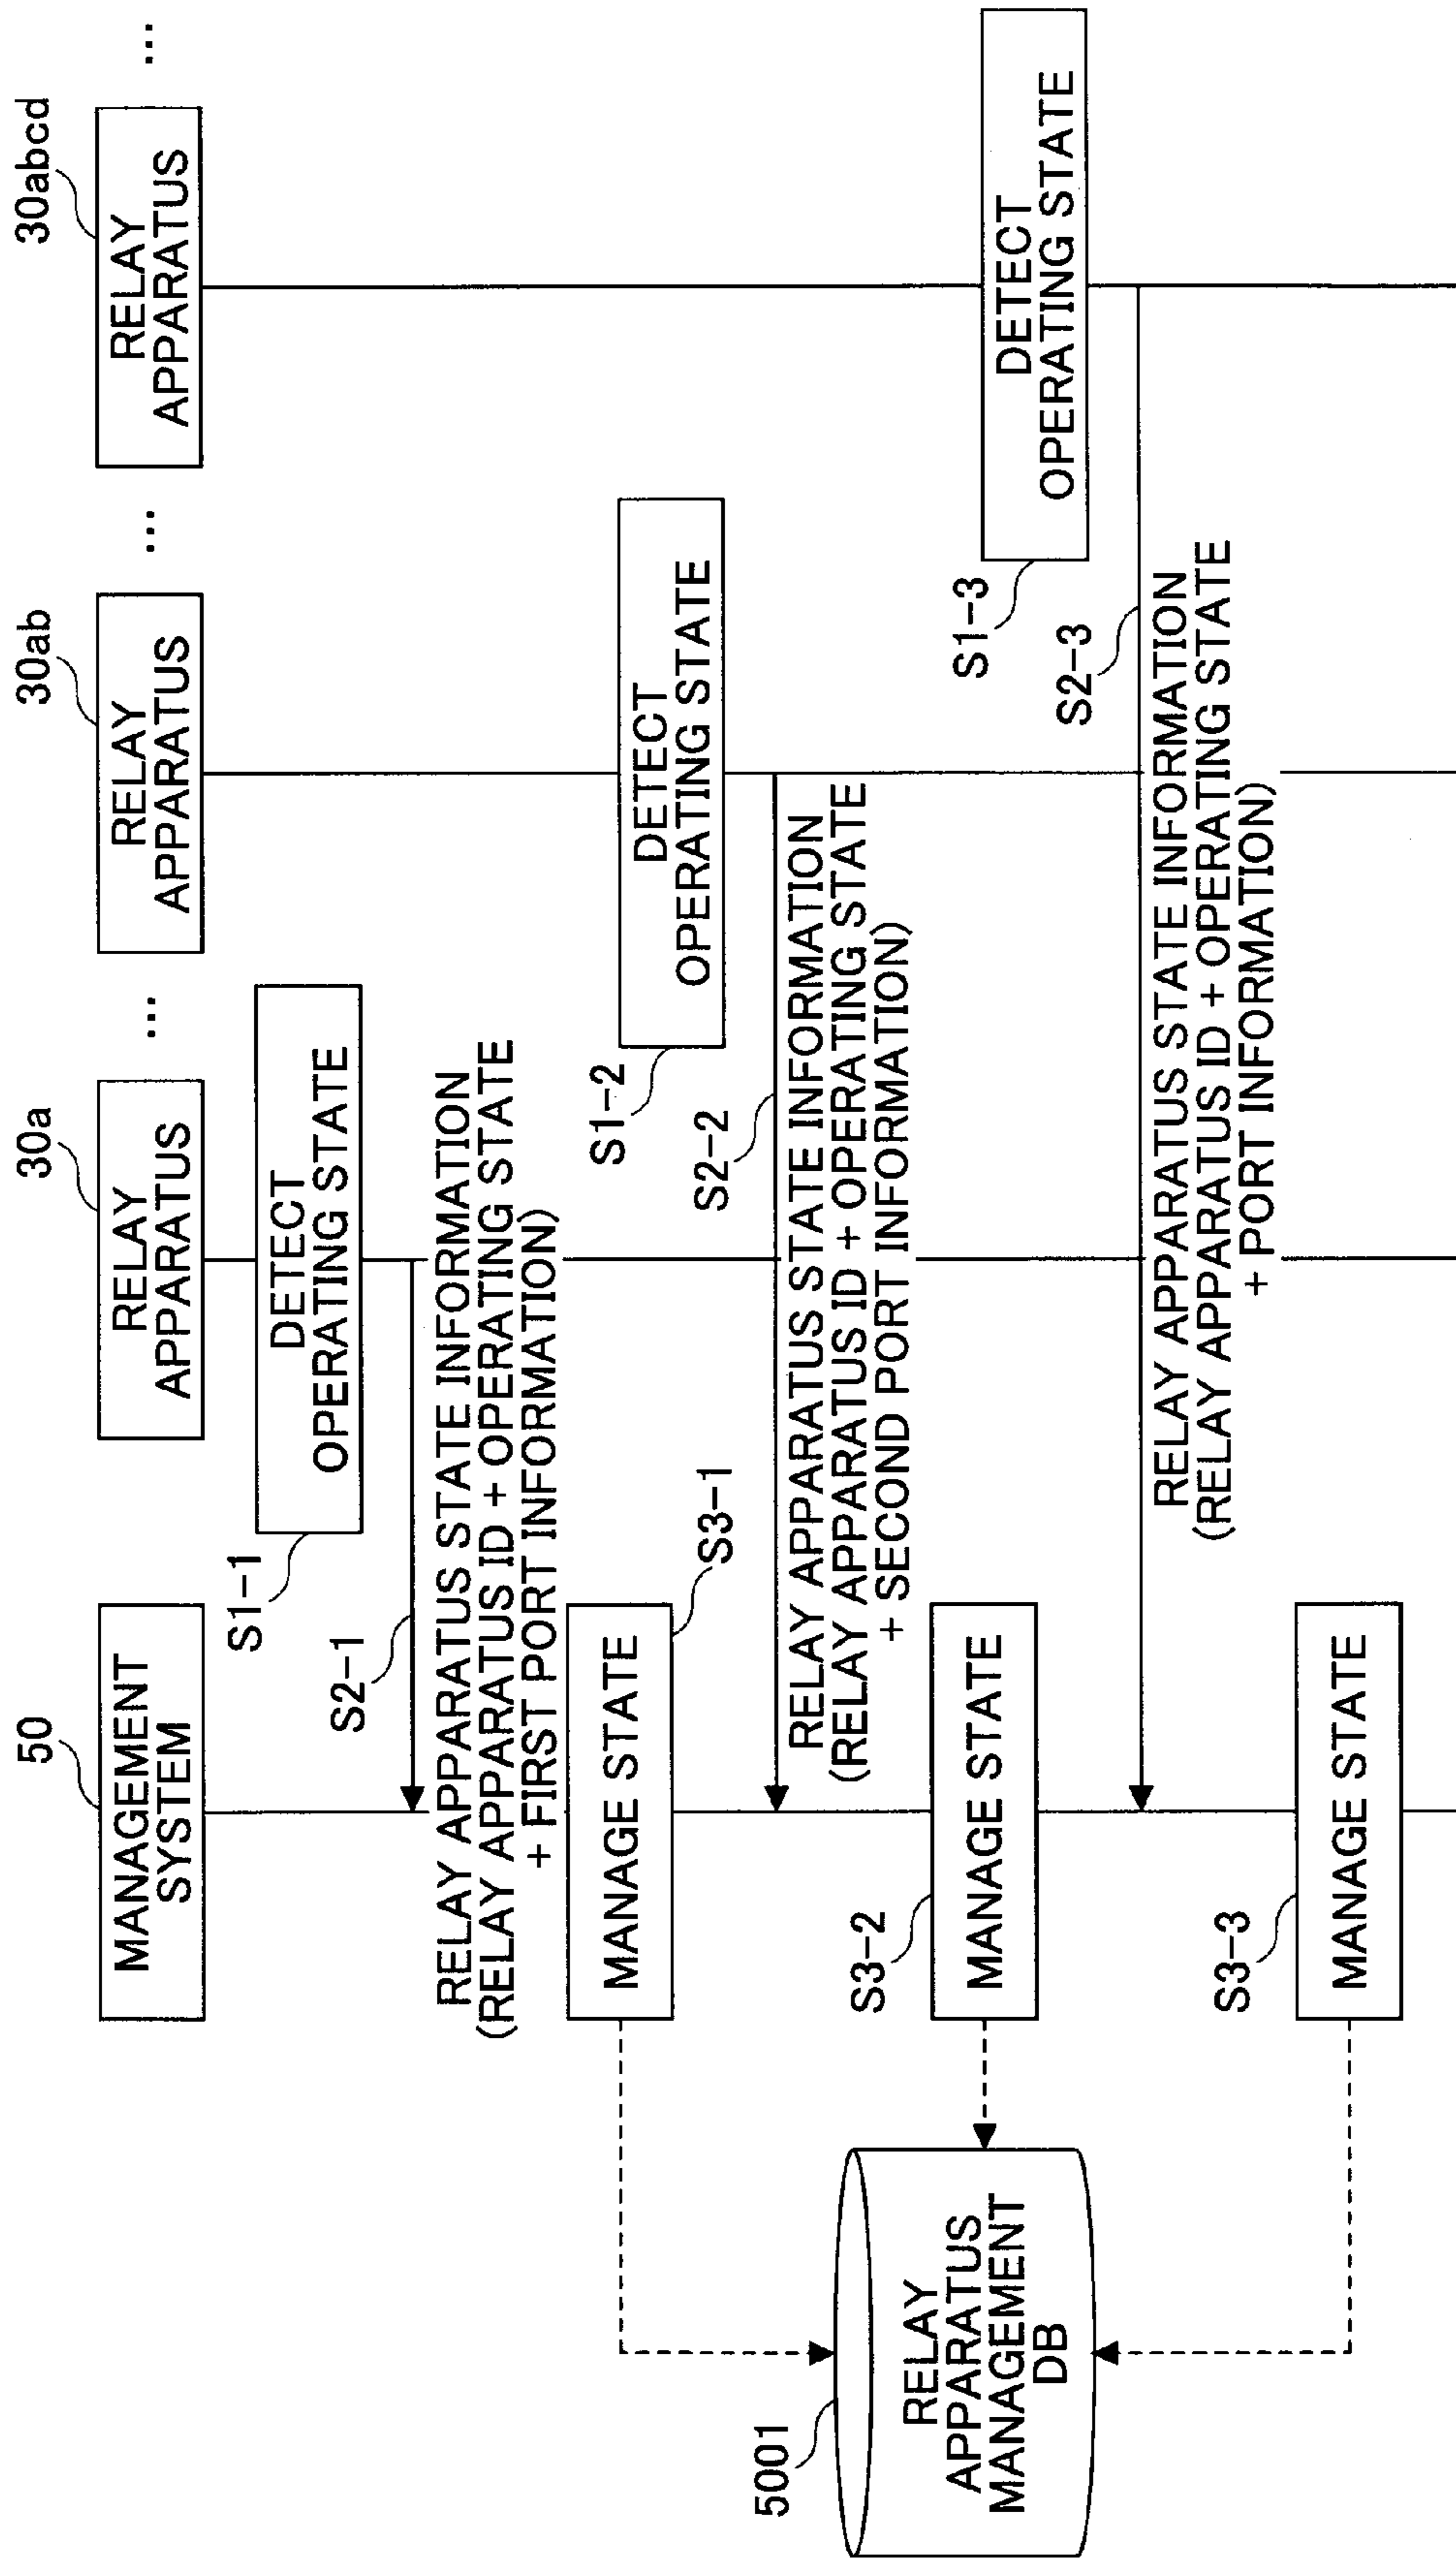 50
MANAGEMENT
SYSTEM
30a
RELAY
APPARATUS
...
30ab
RELAY
APPARATUS
...
30abcd
RELAY
APPARATUS
...
S1-1
DETECT
OPERATING STATE
S2-1
RELAY APPARATUS STATE INFORMATION
(RELAY APPARATUS ID + OPERATING STATE
+ FIRST PORT INFORMATION)
MANAGE STATE
S3-1
S1-2
DETECT
OPERATING STATE
S2-2
RELAY APPARATUS STATE INFORMATION
(RELAY APPARATUS ID + OPERATING STATE
+ SECOND PORT INFORMATION)
S3-2
MANAGE STATE
5001
RELAY
APPARATUS
MANAGEMENT
DB
S1-3
DETECT
OPERATING STATE
S2-3
RELAY APPARATUS STATE INFORMATION
(RELAY APPARATUS ID + OPERATING STATE
+ PORT INFORMATION)
S3-3
MANAGE STATE